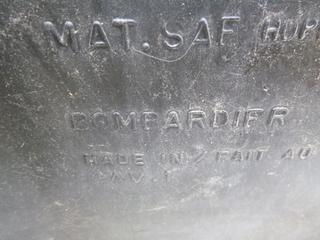 MAT. SAF
BOMBARDIER
MADE IN / FAIT AU